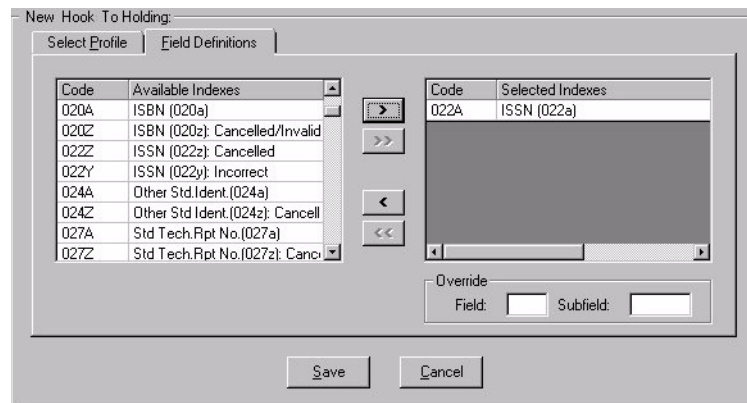 New Hook To Holding:
Select Profile Field Definitions
Code Available Indexes
020A ISBN (020a)
020Z ISBN (020z): Cancelled/Invalid
022Z ISSN (022z): Cancelled
022Y ISSN (022y): Incorrect
024A Other Std.Ident.(024a)
024Z Other Std Ident.(024z): Cancell
027A Std Tech.Rpt No.(027a)
027Z Std Tech.Rpt No.(027z): Canc
>
>>
<
<<
Code Selected Indexes
022A ISSN (022a)
Override
Field: Subfield:
Save Cancel